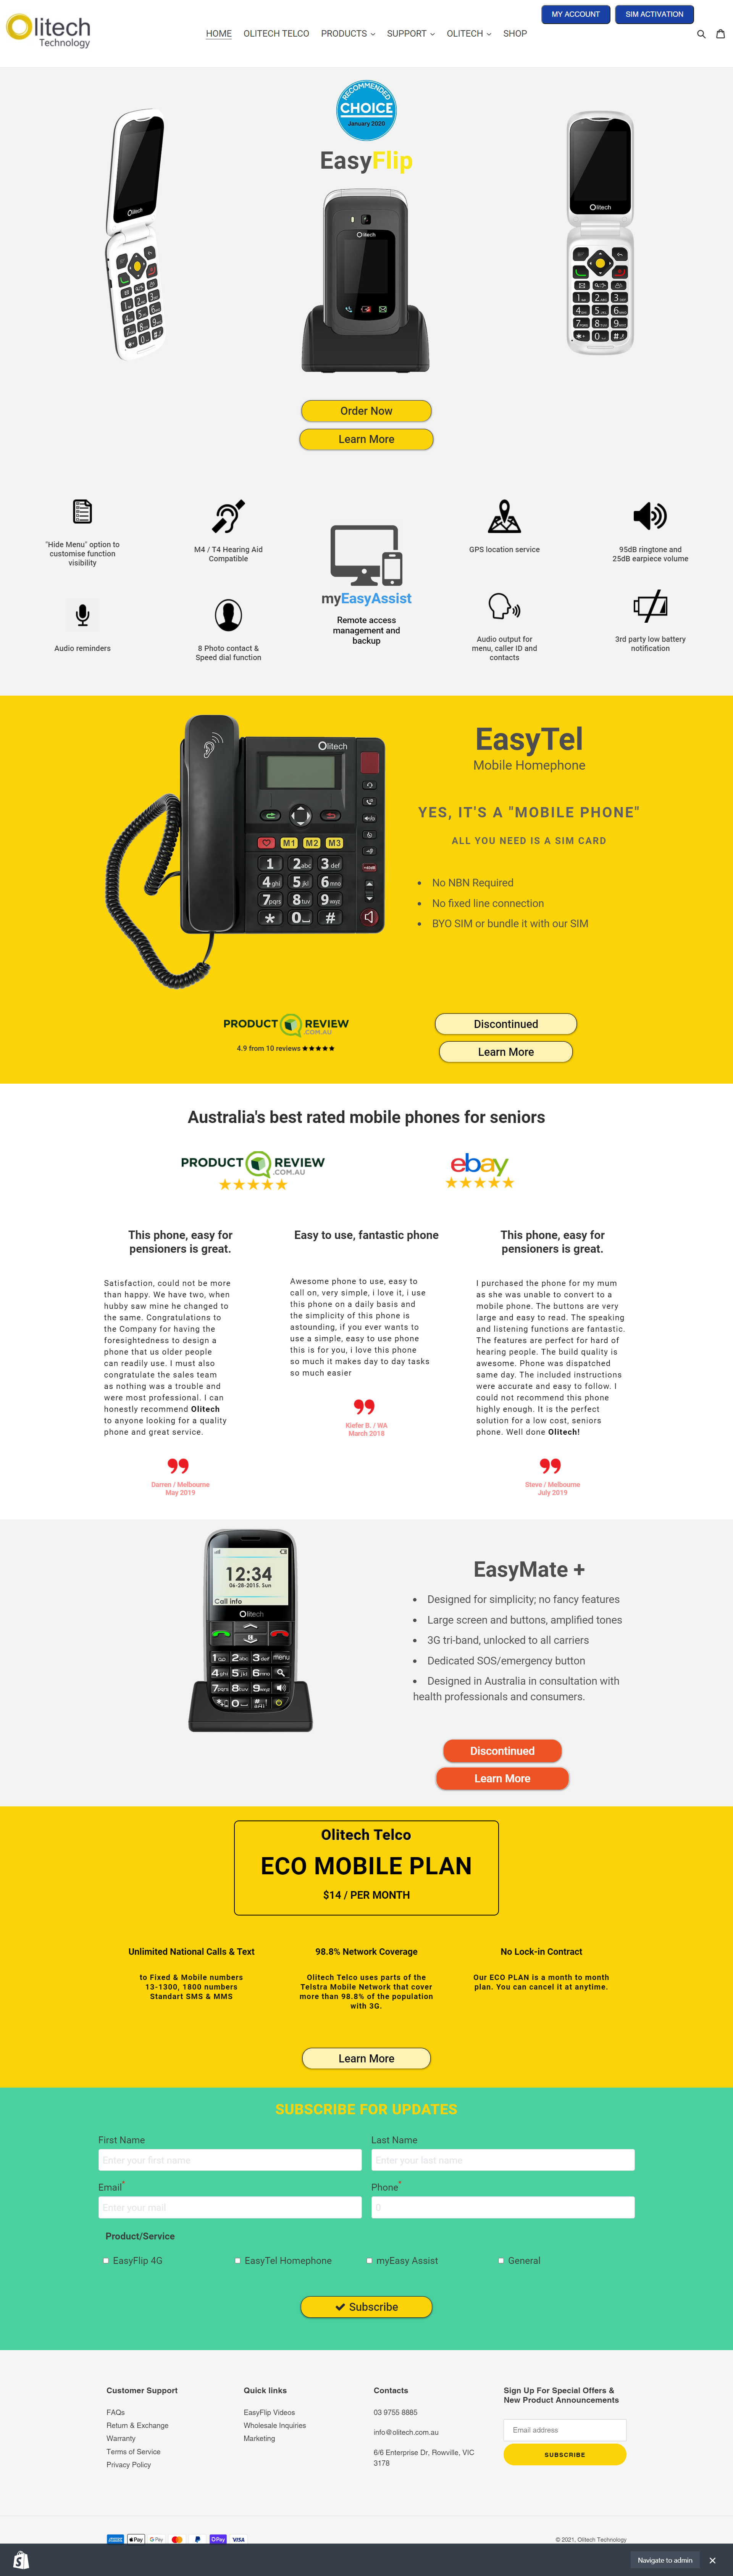 MY ACCOUNT
SIM ACTIVATION
Olitech
Technology
HOME OLITECH TELCO PRODUCTS SUPPORT OLITECH SHOP
RECOMMENDED
CHOICE
January 2020
EasyFlip
Olitech
Olitech
Olitech
Order Now
Learn More
"Hide Menu" option to
customise function
visibility
M4 / T4 Hearing Aid
Compatible
GPS location service
95dB ringtone and
25dB earpiece volume
myEasyAssist
Remote access
management and
backup
Audio reminders
8 Photo contact &
Speed dial function
Audio output for
menu, caller ID and
contacts
3rd party low battery
notification
Olitech
M1 M2 M3
1 2abc 3def
4ghi 5jkl 6mno
7pqrs 8tuv 9wxyz
* 0 #
EasyTel
Mobile Homephone
YES, IT'S A "MOBILE PHONE"
ALL YOU NEED IS A SIM CARD
No NBN Required
No fixed line connection
BYO SIM or bundle it with our SIM
PRODUCT REVIEW
.COM.AU
4.9 from 10 reviews
Discontinued
Learn More
Australia's best rated mobile phones for seniors
PRODUCT REVIEW
.COM.AU
ebay
This phone, easy for
pensioners is great.
Satisfaction, could not be more
than happy. We have two, when
hubby saw mine he changed to
the same. Congratulations to
the Company for having the
foresightedness to design a
phone that us older people
can readily use. I must also
congratulate the sales team
as nothing was a trouble and
were most professional. I can
honestly recommend Olitech
to anyone looking for a quality
phone and great service.
Darren / Melbourne
May 2019
Easy to use, fantastic phone
Awesome phone to use, easy to
call on, very simple, i love it, i use
this phone on a daily basis and
the simplicity of this phone is
astounding, if you ever wants to
use a simple, easy to use phone
this is for you, i love this phone
so much it makes day to day tasks
so much easier
Kiefer B. / WA
March 2018
This phone, easy for
pensioners is great.
I purchased the phone for my mum
as she was unable to convert to a
mobile phone. The buttons are very
large and easy to read. The speaking
and listening functions are fantastic.
The features are perfect for hard of
hearing people. The build quality is
awesome. Phone was dispatched
same day. The included instructions
were accurate and easy to follow. I
could not recommend this phone
highly enough. It is the perfect
solution for a low cost, seniors
phone. Well done Olitech!
Steve / Melbourne
July 2019
12:34
06-28-2015. Sun
Call info
Olitech
EasyMate +
Designed for simplicity; no fancy features
Large screen and buttons, amplified tones
3G tri-band, unlocked to all carriers
Dedicated SOS/emergency button
Designed in Australia in consultation with
health professionals and consumers.
Discontinued
Learn More
Olitech Telco
ECO MOBILE PLAN
$14 / PER MONTH
Unlimited National Calls & Text
to Fixed & Mobile numbers
13-1300, 1800 numbers
Standart SMS & MMS
98.8% Network Coverage
Olitech Telco uses parts of the
Telstra Mobile Network that cover
more than 98.8% of the population
with 3G.
No Lock-in Contract
Our ECO PLAN is a month to month
plan. You can cancel it at anytime.
Learn More
SUBSCRIBE FOR UPDATES
First Name
Enter your first name
Last Name
Enter your last name
Email*
Enter your mail
Phone*
0
Product/Service
EasyFlip 4G
EasyTel Homephone
myEasy Assist
General
Subscribe
Customer Support
FAQs
Return & Exchange
Warranty
Terms of Service
Privacy Policy
Quick links
EasyFlip Videos
Wholesale Inquiries
Marketing
Contacts
03 9755 8885
info@olitech.com.au
6/6 Enterprise Dr, Rowville, VIC
3178
Sign Up For Special Offers &
New Product Announcements
Email address
SUBSCRIBE
© 2021, Olitech Technology
Navigate to admin